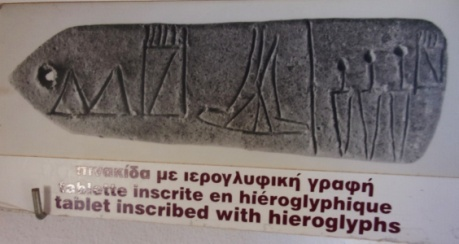 πινακίδα με ιερογλυφική γραφή
tablette inscrite en hiéroglyphique
tablet inscribed with hieroglyphs